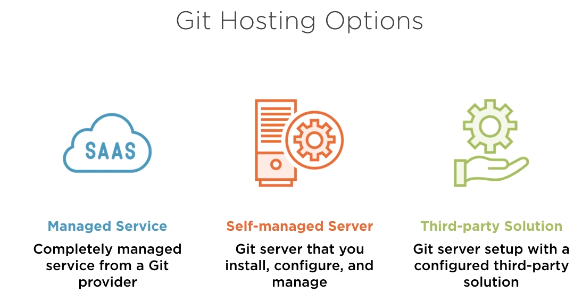 Git Hosting Options
SAAS
Managed Service
Completely managed
service from a Git
provider
Self-managed Server
Git server that you
install, configure, and
manage
Third-party Solution
Git server setup with a
configured third-party
solution